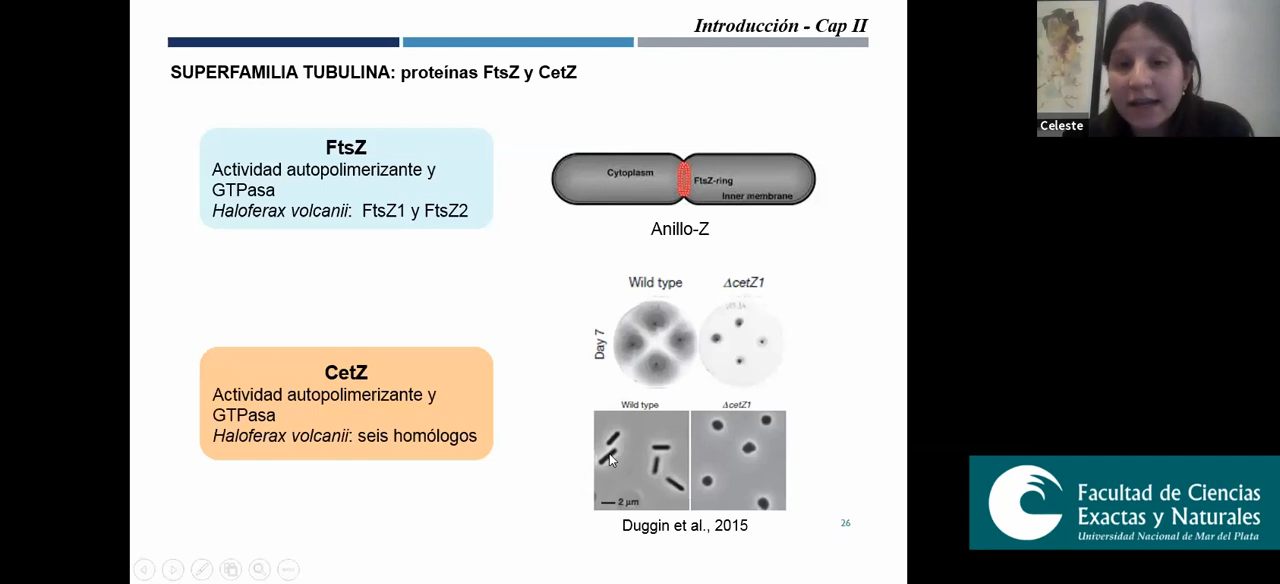 Introducción - Cap II
SUPERFAMILIA TUBULINA: proteínas FtsZ y CetZ
FtsZ
Actividad autopolimerizante y
GTPasa
Haloferax volcanii: FtsZ1 y FtsZ2
Cytoplasm
FtsZ-ring
Inner membrane
Anillo-Z
Wild type
ΔcetZ1
Day 7
CetZ
Actividad autopolimerizante y
GTPasa
Haloferax volcanii: seis homólogos
Wild type
ΔcetZ1
2 μm
Duggin et al., 2015
26
Celeste
Facultad de Ciencias
Exactas y Naturales
Universidad Nacional de Mar del Plata